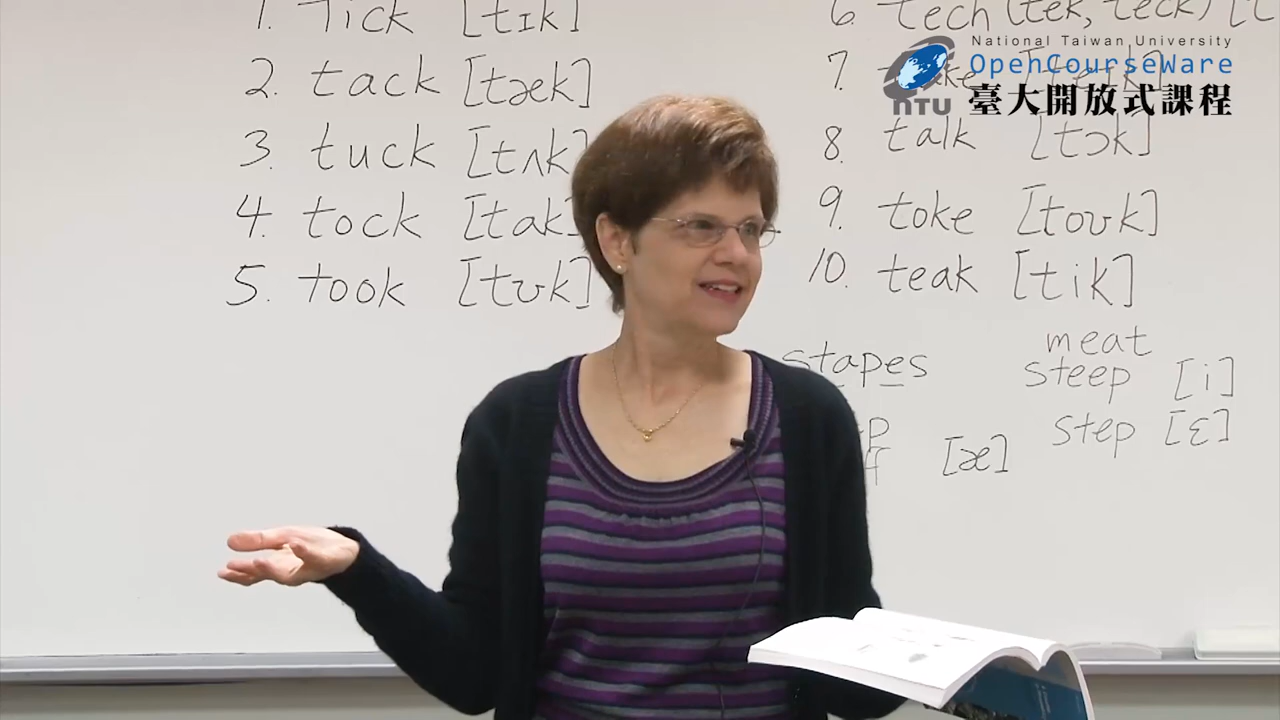 1. Tick [tɪk]
2. tack [tæk]
3. tuck [tʌk]
4. tock [tak]
5. took [tʊk]
6 tech (tek, teck) [t
7.
8. talk [tɔk]
9. toke [toʊk]
10. teak [tik]
stapes
meat
steep [i]
step [ɛ]
[æ]
National Taiwan University
OpenCourseWare
NTU 臺大開放式課程